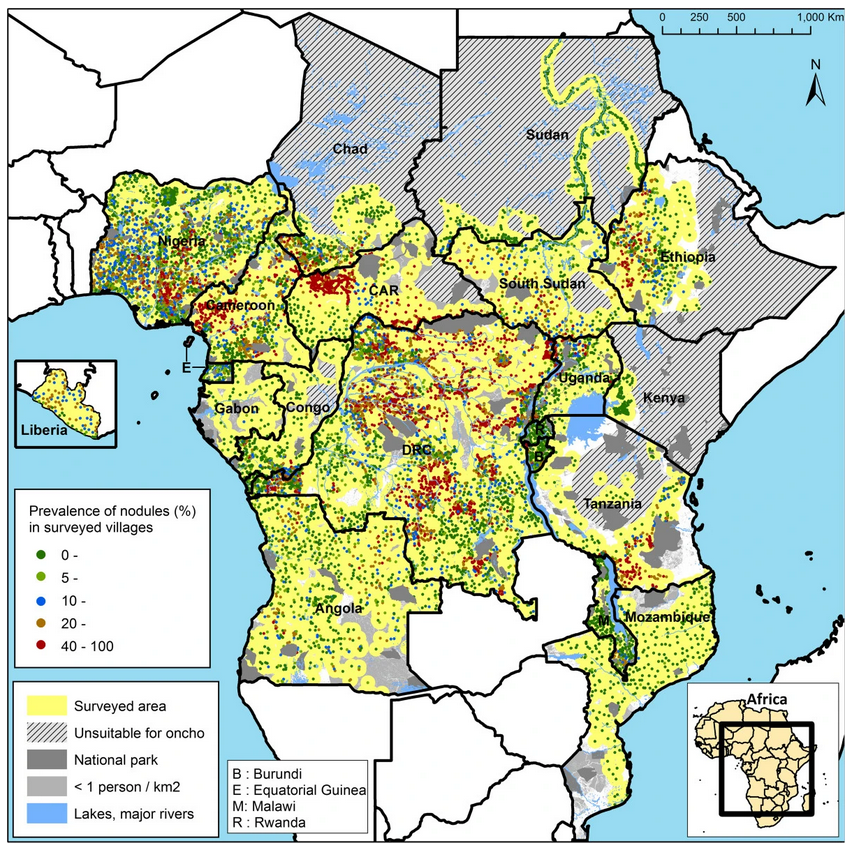 0 250 500 1,000 Km
N
Chad
Sudan
Nigeria
Ethiopia
CAR
South Sudan
Cameroon
E
Uganda
Kenya
Gabon
Congo
Liberia
DRC
R
B
Tanzania
Prevalence of nodules (%)
in surveyed villages
0 -
5 -
10 -
20 -
40 - 100
Angola
M
Mozambique
Surveyed area
Unsuitable for oncho
National park
< 1 person / km2
Lakes, major rivers
B : Burundi
E : Equatorial Guinea
M: Malawi
R : Rwanda
Africa